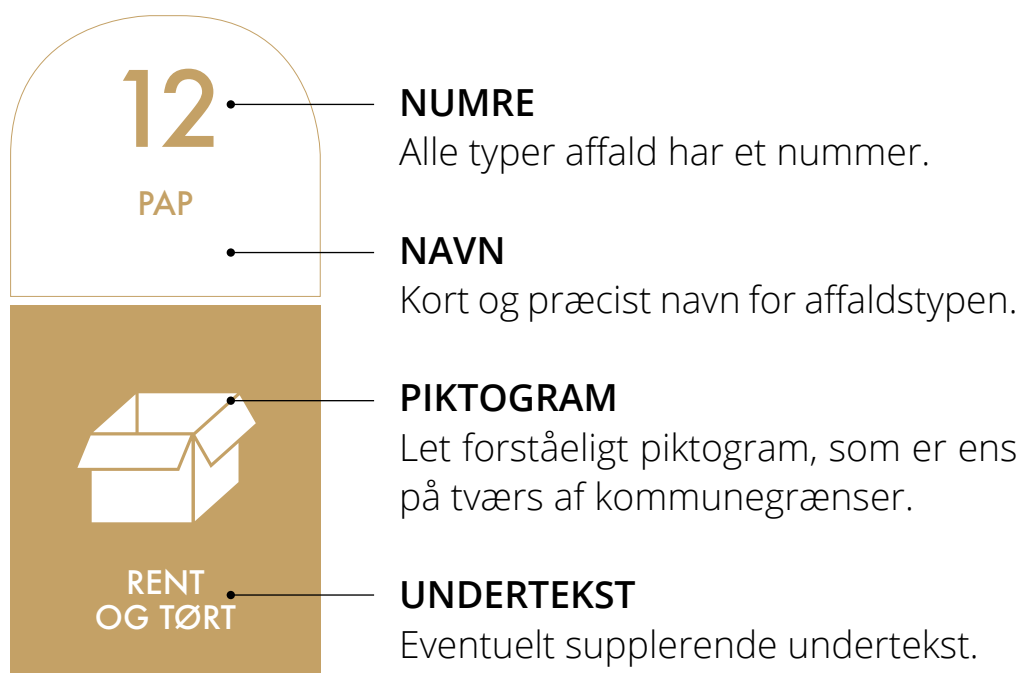 12
PAP
RENT
OG TØRT
NUMRE
Alle typer affald har et nummer.
NAVN
Kort og præcist navn for affaldstypen.
PIKTOGRAM
Let forståeligt piktogram, som er ens
på tværs af kommunegrænser.
UNDERTEKST
Eventuelt supplerende undertekst.